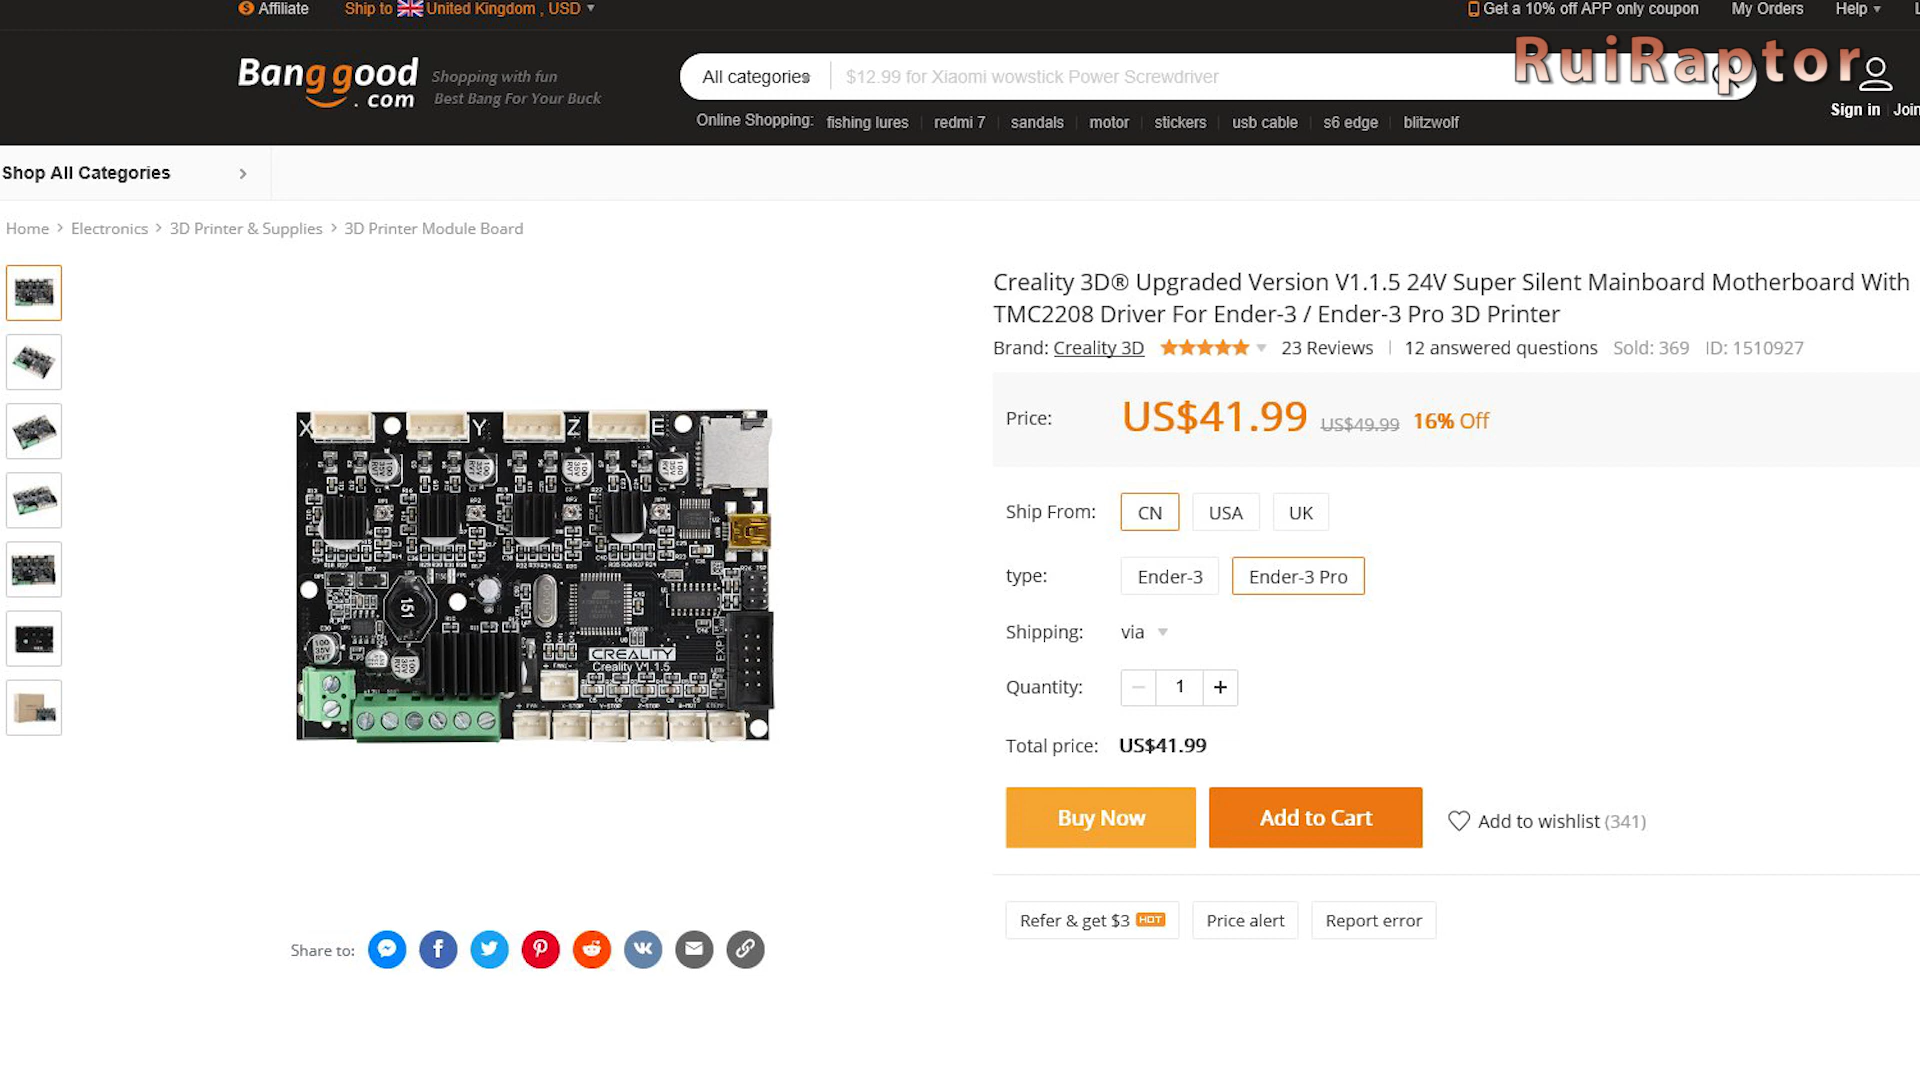 Affiliate
Ship to United Kingdom , USD
Get a 10% off APP only coupon
My Orders
Help
RuiRaptor
Banggood
.com
Shopping with fun
Best Bang For Your Buck
All categories
$12.99 for Xiaomi wowstick Power Screwdriver
Sign in
Join
Online Shopping: fishing lures redmi 7 sandals motor stickers usb cable s6 edge blitzwolf
Shop All Categories
Home > Electronics > 3D Printer & Supplies > 3D Printer Module Board
Creality 3D® Upgraded Version V1.1.5 24V Super Silent Mainboard Motherboard With
TMC2208 Driver For Ender-3 / Ender-3 Pro 3D Printer
Brand: Creality 3D 23 Reviews 12 answered questions Sold: 369 ID: 1510927
Price: US$41.99 US$49.99 16% Off
Ship From: CN USA UK
type: Ender-3 Ender-3 Pro
Shipping: via
Quantity: 1
Total price: US$41.99
Buy Now
Add to Cart
Add to wishlist (341)
Refer & get $3 HOT
Price alert
Report error
X Y Z E
151
CREALITY
Creality V1.1.5
Share to: